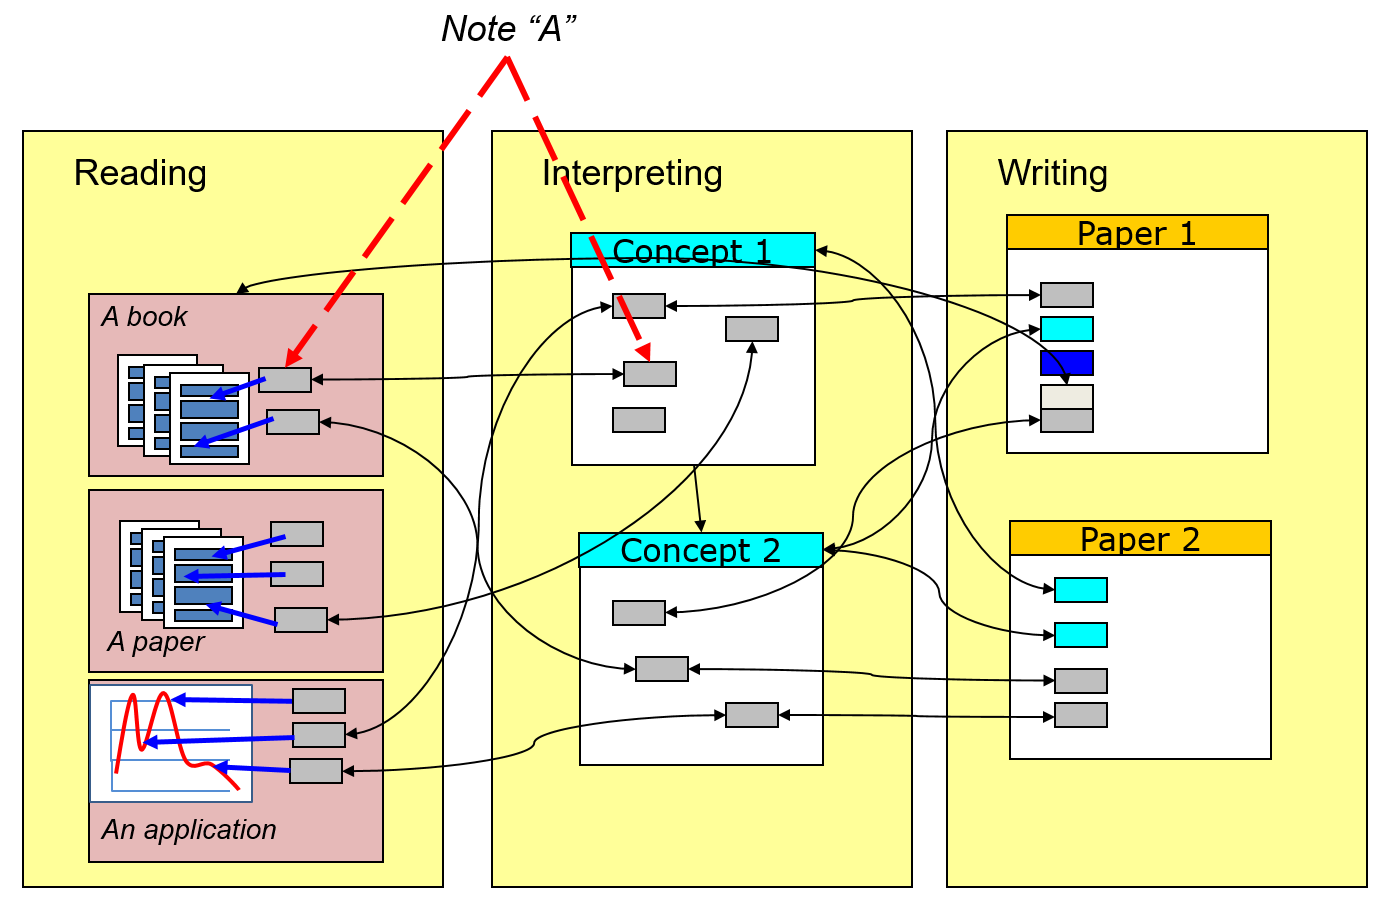 Note “A”
Reading
A book
A paper
An application
Interpreting
Concept 1
Concept 2
Writing
Paper 1
Paper 2